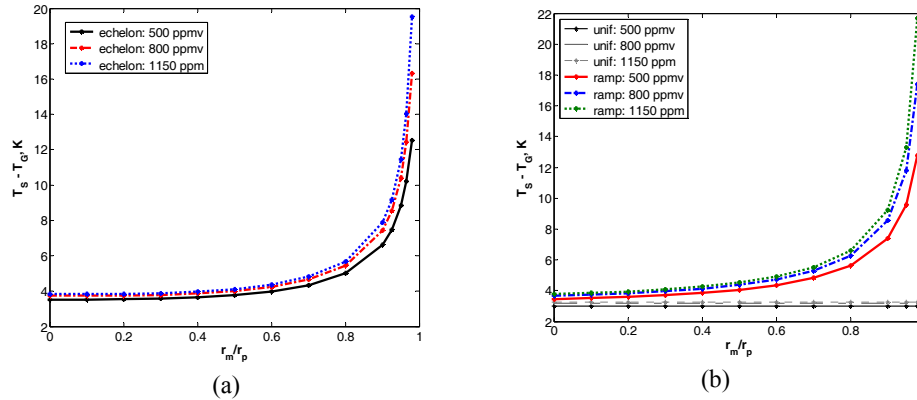 20
18
16
14
12
10
8
6
4
2
0
0.2
0.4
0.6
0.8
1
echelon: 500 ppmv
echelon: 800 ppmv
echelon: 1150 ppm
T_S - T_G, K
r_m/r_p
(a)
22
20
18
16
14
12
10
8
6
4
2
0
0.2
0.4
0.6
0.8
unif: 500 ppmv
unif: 800 ppmv
unif: 1150 ppm
ramp: 500 ppmv
ramp: 800 ppmv
ramp: 1150 ppm
T_S - T_G, K
r_m/r_p
(b)